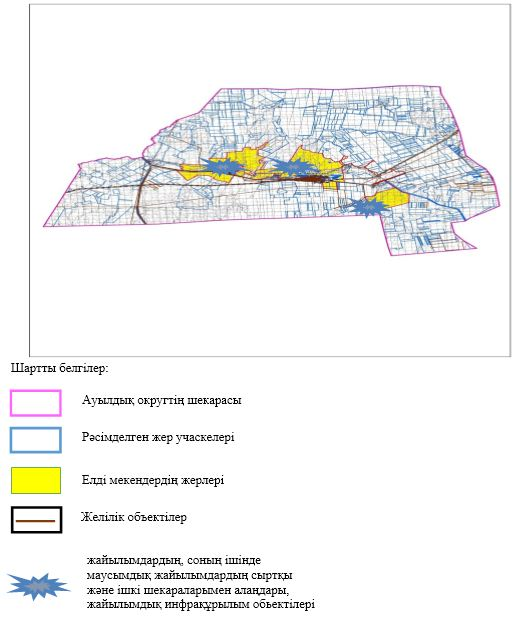 Шартты белгілер:
Ауылдық округтің шекарасы
Рәсімделген жер учаскелері
Елді мекендердің жерлері
Желілік объектілер
жайылымдардың, соның ішінде
маусымдық жайылымдардың сыртқы
және ішкі шекараларымен алаңдары,
жайылымдық инфрақұрылым объектілері